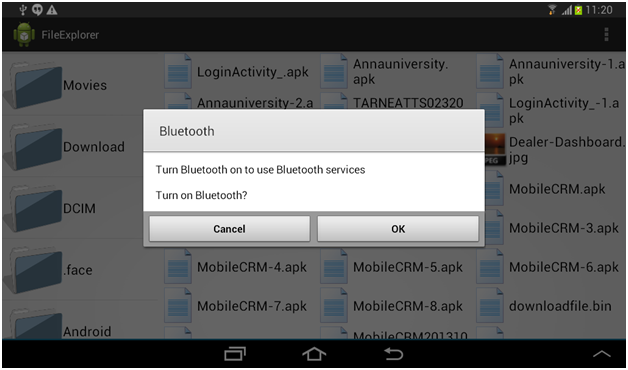 11:20
FileExplorer
Movies
Download
DCIM
.face
Android
LoginActivity_.apk
Annauniversity.
apk
Annauniversity-1.a
pk
Annauniversity-2.a
TARNEATTS02320
LoginActivity_-1.a
pk
JPEG
Dealer-Dashboard.
jpg
MobileCRM.apk
MobileCRM-3.apk
Bluetooth
Turn Bluetooth on to use Bluetooth services
Turn on Bluetooth?
Cancel
OK
MobileCRM-4.apk
MobileCRM-5.apk
MobileCRM-6.apk
MobileCRM-7.apk
MobileCRM-8.apk
downloadfile.bin
MobileCRM201310